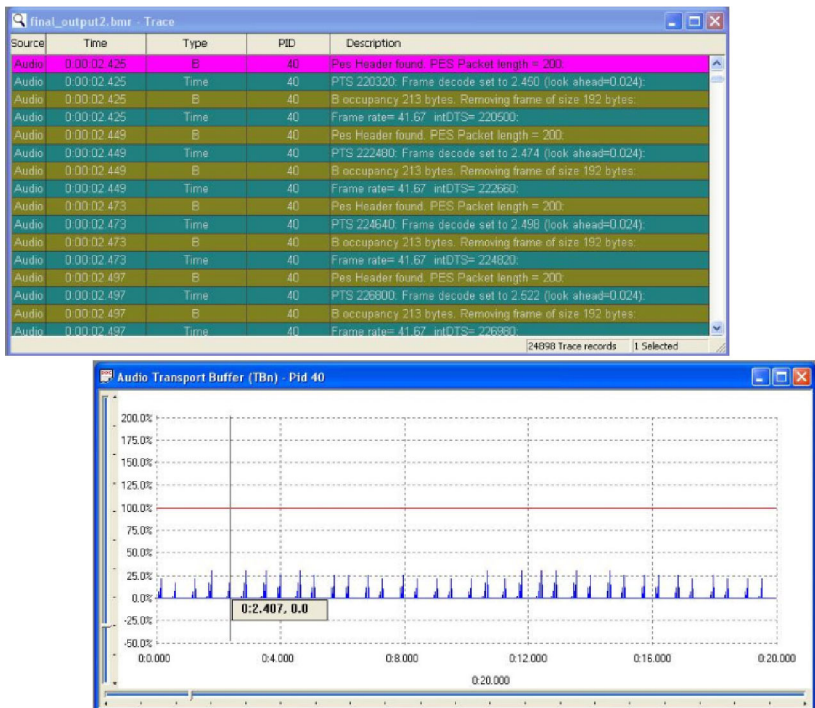 final_output2.bmr - Trace
Source Time Type PID Description
Audio 0:00:02.425 B 40 Pes Header found. PES Packet length = 200:
Audio 0:00:02.425 Time 40 PTS 220320: Frame decode set to 2.450 (look ahead=0.024):
Audio 0:00:02.425 B 40 B occupancy 213 bytes. Removing frame of size 192 bytes:
Audio 0:00:02.425 Time 40 Frame rate= 41.67 intDTS= 220500:
Audio 0:00:02.449 B 40 Pes Header found. PES Packet length = 200:
Audio 0:00:02.449 Time 40 PTS 222480: Frame decode set to 2.474 (look ahead=0.024):
Audio 0:00:02.449 B 40 B occupancy 213 bytes. Removing frame of size 192 bytes:
Audio 0:00:02.449 Time 40 Frame rate= 41.67 intDTS= 222660:
Audio 0:00:02.473 B 40 Pes Header found. PES Packet length = 200:
Audio 0:00:02.473 Time 40 PTS 224640: Frame decode set to 2.498 (look ahead=0.024):
Audio 0:00:02.473 B 40 B occupancy 213 bytes. Removing frame of size 192 bytes:
Audio 0:00:02.473 Time 40 Frame rate= 41.67 intDTS= 224820:
Audio 0:00:02.497 B 40 Pes Header found. PES Packet length = 200:
Audio 0:00:02.497 Time 40 PTS 226800: Frame decode set to 2.522 (look ahead=0.024):
Audio 0:00:02.497 B 40 B occupancy 213 bytes. Removing frame of size 192 bytes:
Audio 0:00:02.497 Time 40 Frame rate= 41.67 intDTS= 226980:
24898 Trace records 1 Selected
Audio Transport Buffer (TBn) - Pid 40
200.0%
175.0%
150.0%
125.0%
100.0%
75.0%
50.0%
25.0%
0.0%
0:2.407, 0.0
-25.0%
-50.0%
0:0.000 0:4.000 0:8.000 0:12.000 0:16.000 0:20.000
0:20.000